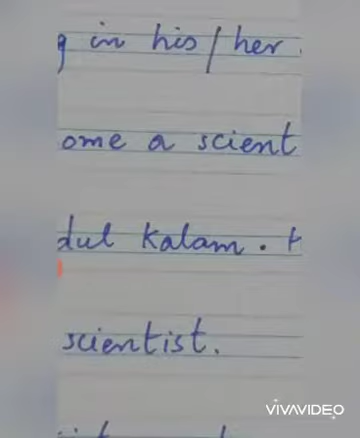 in his/her
ome a scient
dul Kalam.
scientist.
VIVAVIDEO